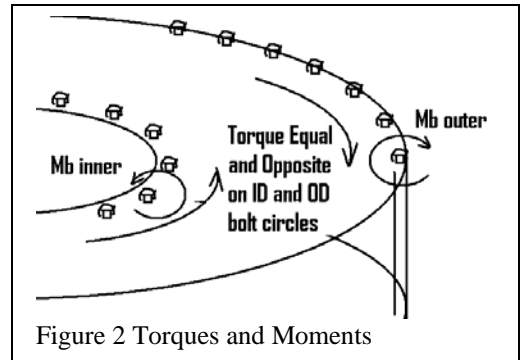 Mb outer
Torque Equal
and Opposite
on ID and OD
bolt circles
Mb inner
Figure 2 Torques and Moments